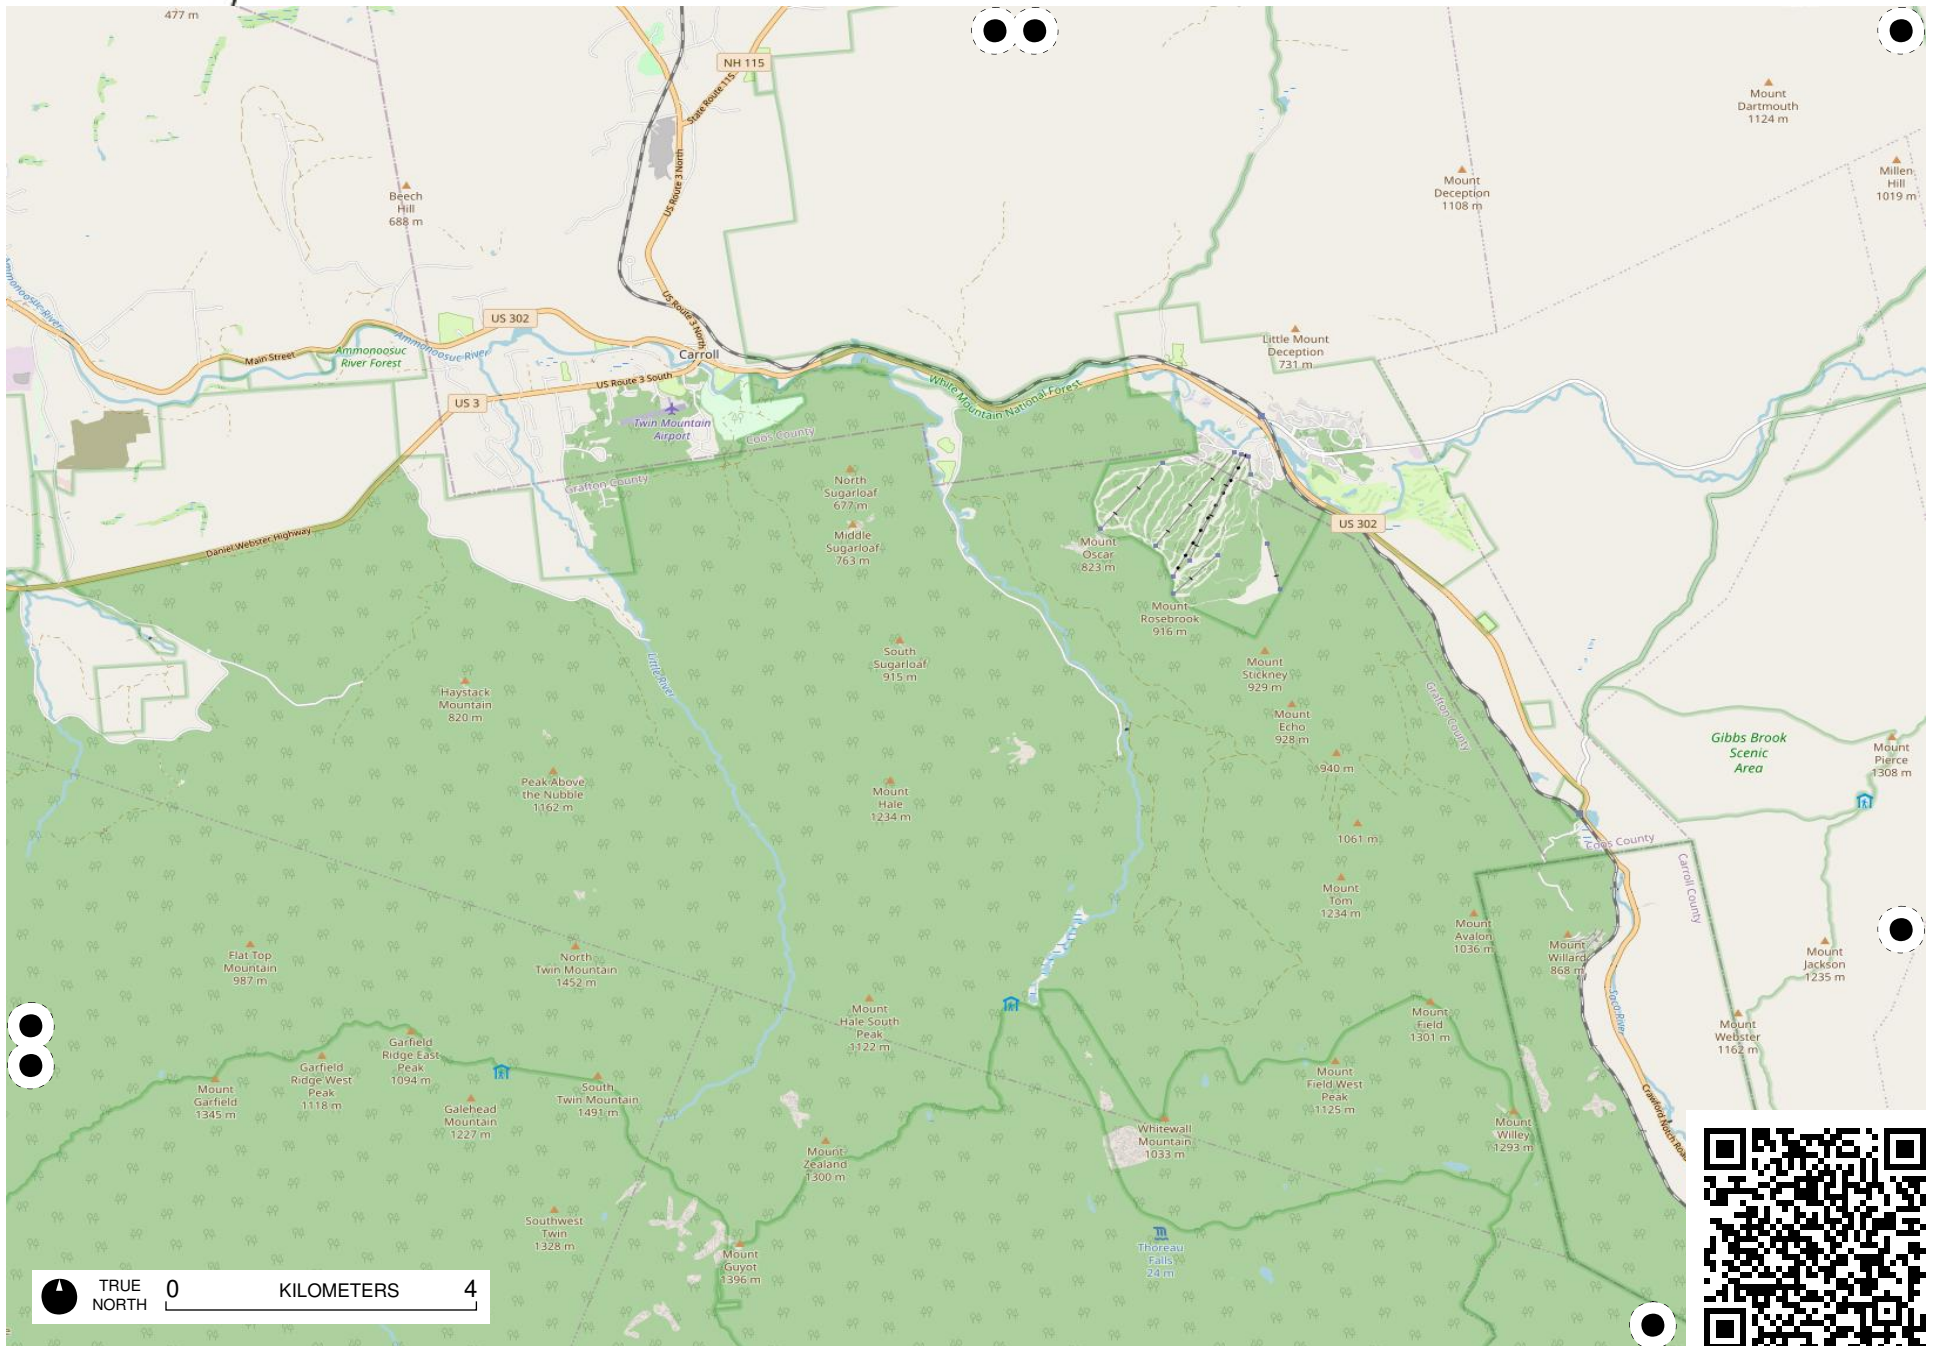 477 m
NH 115
State Route 115
Mount
Dartmouth
1124 m
Mount
Deception
1108 m
Millen
Hill
1019 m
Beech
Hill
688 m
US Route 3 North
Ammonoosuc River
US Route 3 North
US 302
Main Street
Ammonoosuc
River Forest
Ammonoosuc River
Carroll
US Route 3 South
US 3
Twin Mountain
Airport
Coos County
Grafton County
White Mountain National Forest
Little Mount
Deception
731 m
North
Sugarloaf
677 m
Middle
Sugarloaf
763 m
Mount
Oscar
823 m
US 302
Daniel Webster Highway
Mount
Rosebrook
916 m
South
Sugarloaf
915 m
Mount
Stickney
929 m
Little River
Haystack
Mountain
820 m
Mount
Echo
928 m
Grafton County
Gibbs Brook
Scenic
Area
Mount
Pierce
1308 m
940 m
Peak Above
the Nubble
1162 m
Mount
Hale
1234 m
1061 m
Coos County
Carroll County
Mount
Tom
1234 m
Mount
Avalon
1036 m
Mount
Willard
868 m
Mount
Jackson
1235 m
Flat Top
Mountain
987 m
North
Twin Mountain
1452 m
Mount
Hale South
Peak
1122 m
Mount
Field
1301 m
Saco River
Mount
Webster
1162 m
Garfield
Ridge East
Peak
1094 m
Garfield
Ridge West
Peak
1118 m
Mount
Garfield
1345 m
Galehead
Mountain
1227 m
South
Twin Mountain
1491 m
Mount
Field West
Peak
1125 m
Whitewall
Mountain
1033 m
Mount
Willey
1293 m
Mount
Zealand
1300 m
Southwest
Twin
1328 m
Mount
Guyot
1396 m
Thoreau
Falls
24 m
TRUE
NORTH
0 KILOMETERS 4